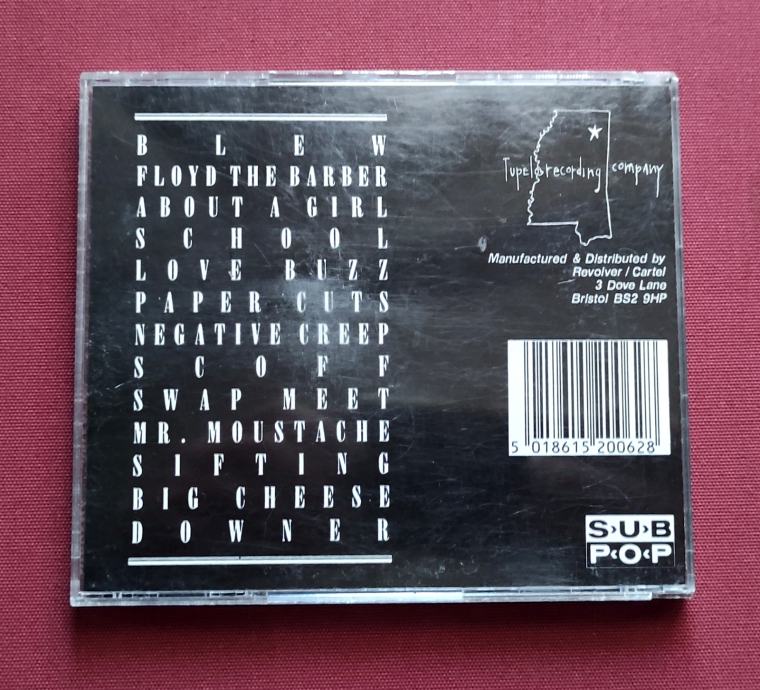 BLEW
FLOYD THE BARBER
ABOUT A GIRL
SCHOOL
LOVE BUZZ
PAPER CUTS
NEGATIVE CREEP
SCOFF
SWAP MEET
MR. MOUSTACHE
SIFTING
BIG CHEESE
DOWNER
Tupelo recording company
Manufactured & Distributed by
Revolver / Cartel
3 Dove Lane
Bristol BS2 9HP
5 018615 200628
SUB
POP